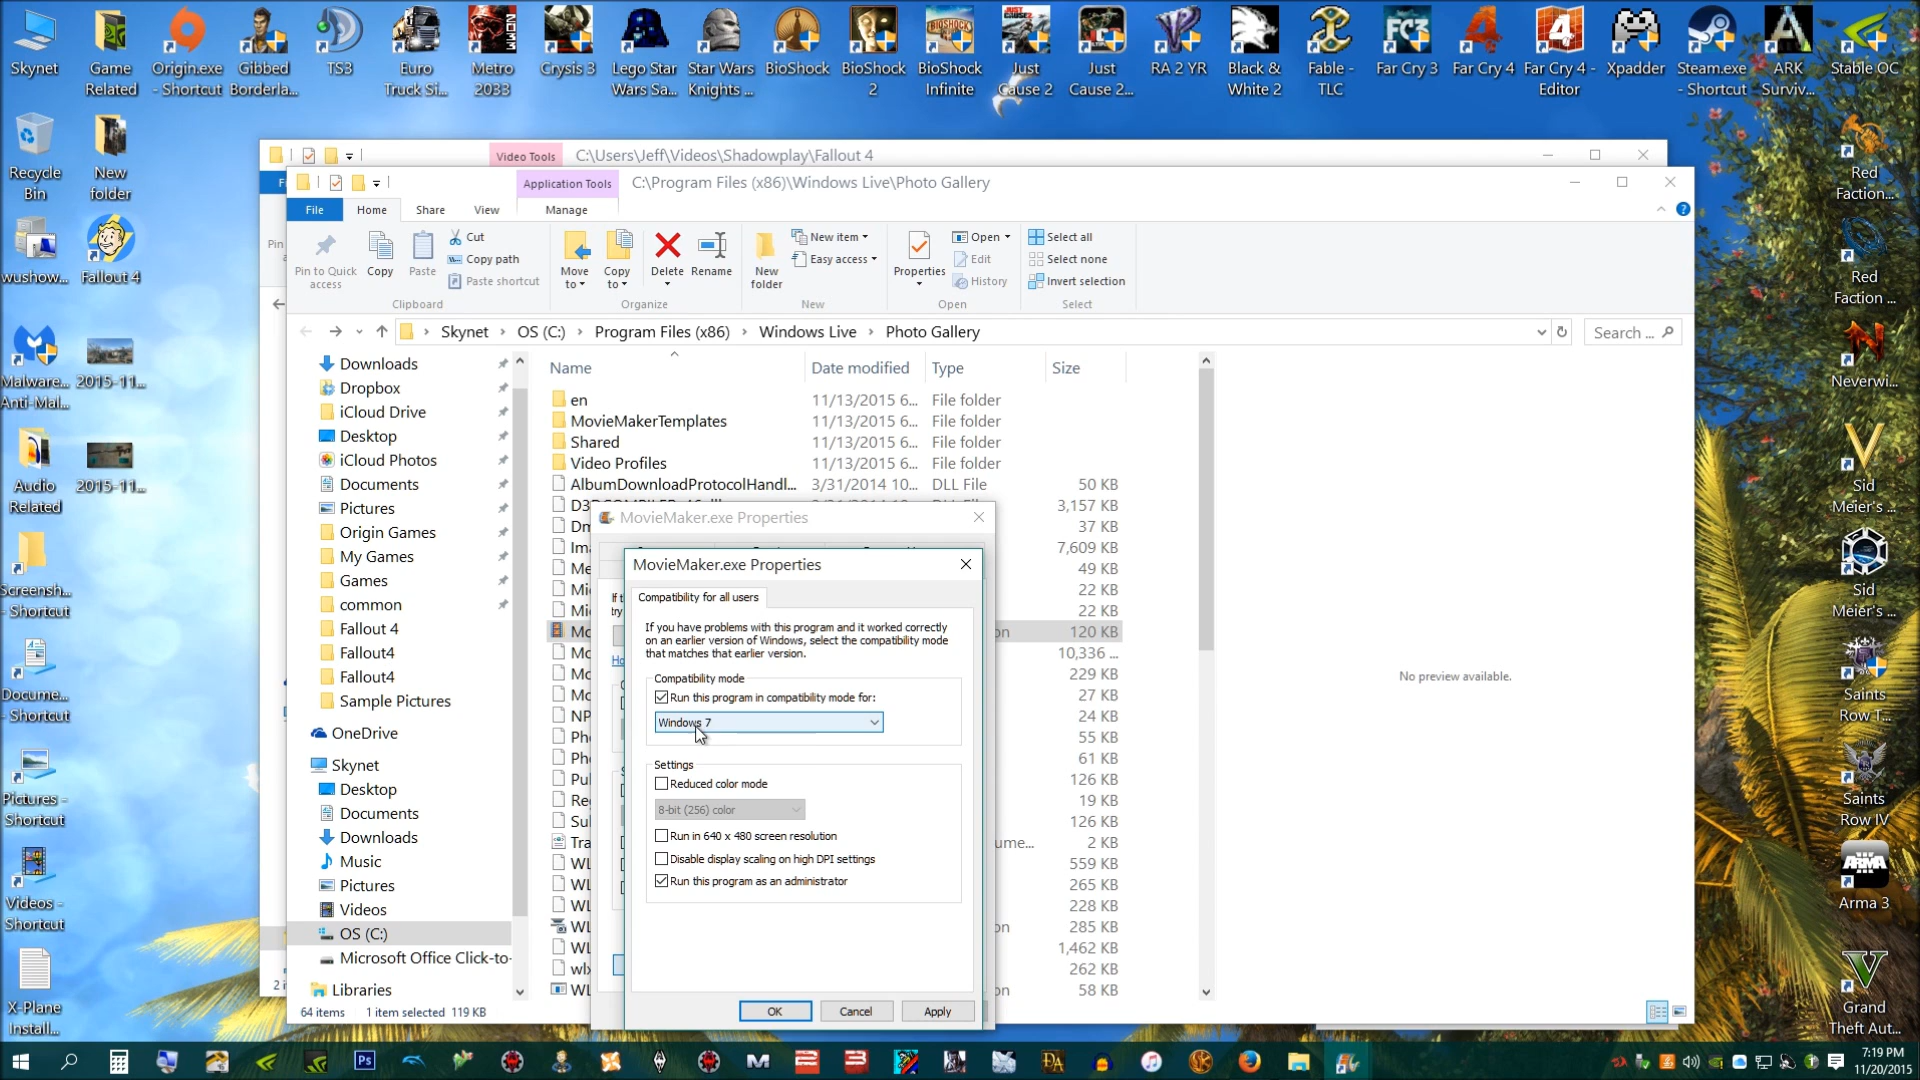 Skynet
Game
Related
Origin.exe
- Shortcut
Gibbed
Borderla...
TS3
Euro
Truck Si...
Metro
2033
Crysis 3
Lego Star
Wars Sa...
Star Wars
Knights ...
BioShock
BioShock
2
BioShock
Infinite
Just
Cause 2
Just
Cause 2...
RA 2 YR
Black &
White 2
Fable -
TLC
Far Cry 3
Far Cry 4
Far Cry 4 -
Editor
Xpadder
Steam.exe
- Shortcut
ARK
Surviv...
Stable OC
Recycle
Bin
New
folder
wushow...
Fallout 4
Malware...
Anti-Mal...
2015-11...
Audio
Related
2015-11...
Screensh...
- Shortcut
Docume...
- Shortcut
Pictures -
Shortcut
Videos -
Shortcut
X-Plane
Install...
Red
Faction...
Red
Faction ...
Neverwi...
Sid
Meier's ...
Sid
Meier's ...
Saints
Row T...
Saints
Row IV
Arma 3
Grand
Theft Aut...
Video Tools
C:\Users\Jeff\Videos\Shadowplay\Fallout 4
Application Tools
C:\Program Files (x86)\Windows Live\Photo Gallery
File
Home
Share
View
Manage
Pin to Quick
access
Copy
Paste
Cut
Copy path
Paste shortcut
Clipboard
Move
to
Copy
to
Delete
Rename
Organize
New
folder
New item
Easy access
New
Properties
Open
Edit
History
Open
Select all
Select none
Invert selection
Select
Skynet
OS (C:)
Program Files (x86)
Windows Live
Photo Gallery
Search ...
Downloads
Dropbox
iCloud Drive
Desktop
iCloud Photos
Documents
Pictures
Origin Games
My Games
Games
common
Fallout 4
Fallout4
Fallout4
Sample Pictures
OneDrive
Skynet
Desktop
Documents
Downloads
Music
Pictures
Videos
OS (C:)
Microsoft Office Click-to-
Libraries
64 items
1 item selected 119 KB
Name
Date modified
Type
Size
en 11/13/2015 6... File folder
MovieMakerTemplates 11/13/2015 6... File folder
Shared 11/13/2015 6... File folder
Video Profiles 11/13/2015 6... File folder
AlbumDownloadProtocolHandl... 3/31/2014 10... DLL File 50 KB
3,157 KB
37 KB
7,609 KB
49 KB
22 KB
22 KB
120 KB
10,336 ...
229 KB
27 KB
24 KB
55 KB
61 KB
126 KB
19 KB
126 KB
2 KB
559 KB
265 KB
228 KB
285 KB
1,462 KB
262 KB
58 KB
No preview available.
MovieMaker.exe Properties
MovieMaker.exe Properties
Compatibility for all users
If you have problems with this program and it worked correctly
on an earlier version of Windows, select the compatibility mode
that matches that earlier version.
Compatibility mode
Run this program in compatibility mode for:
Windows 7
Settings
Reduced color mode
8-bit (256) color
Run in 640 x 480 screen resolution
Disable display scaling on high DPI settings
Run this program as an administrator
OK
Cancel
Apply
7:19 PM
11/20/2015